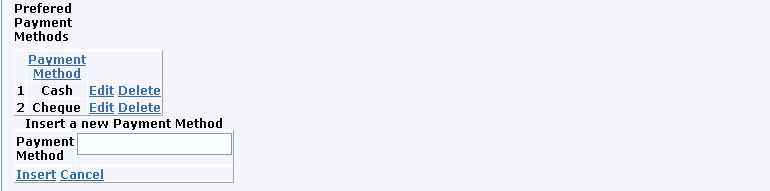 Prefered
Payment
Methods
Payment
Method
1 Cash Edit Delete
2 Cheque Edit Delete
Insert a new Payment Method
Payment
Method
Insert Cancel